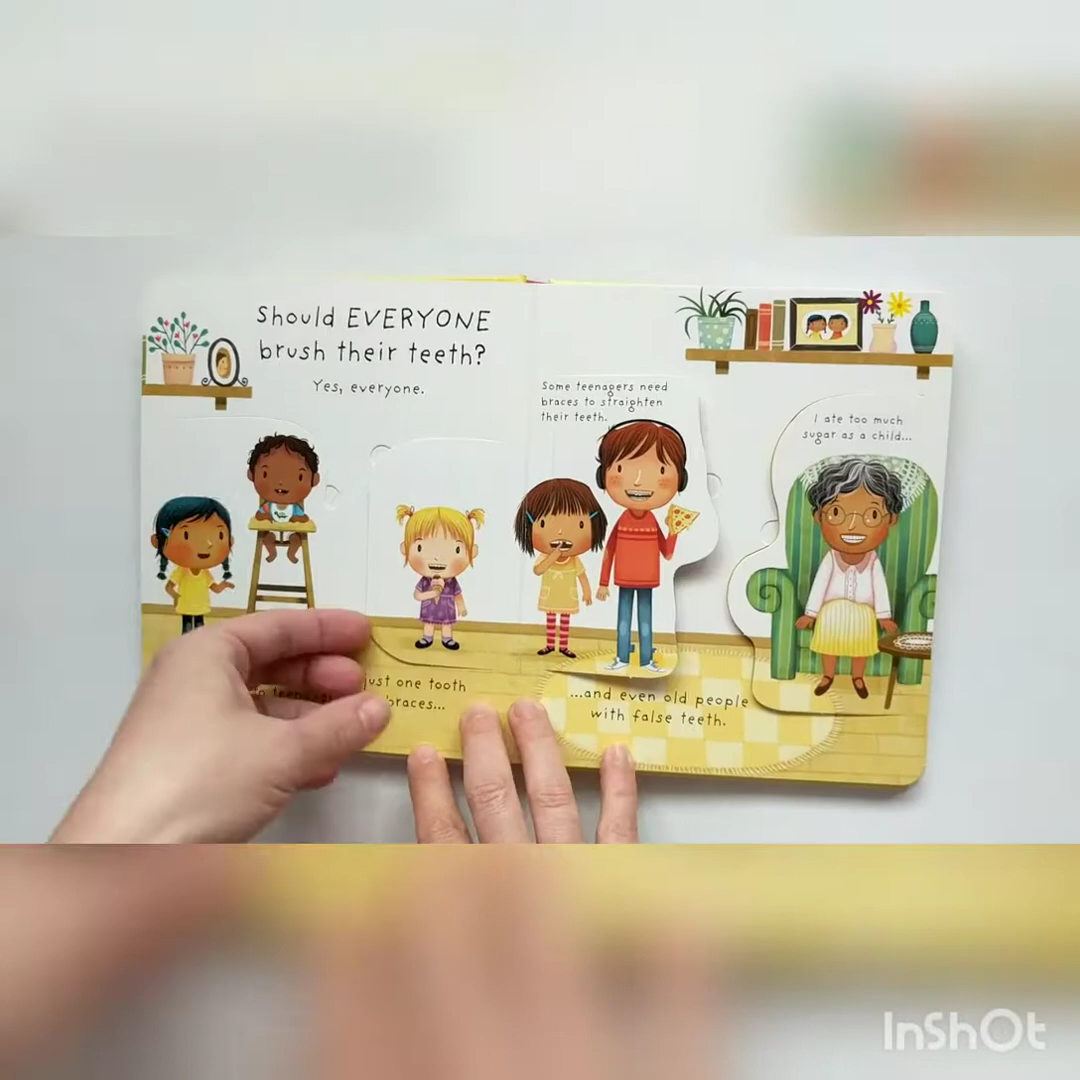 Should EVERYONE
brush their teeth?
Yes, everyone.
Some teenagers need
braces to straighten
their teeth.
I ate too much
sugar as a child...
just one tooth
braces...
...and even old people
with false teeth.
InShOt